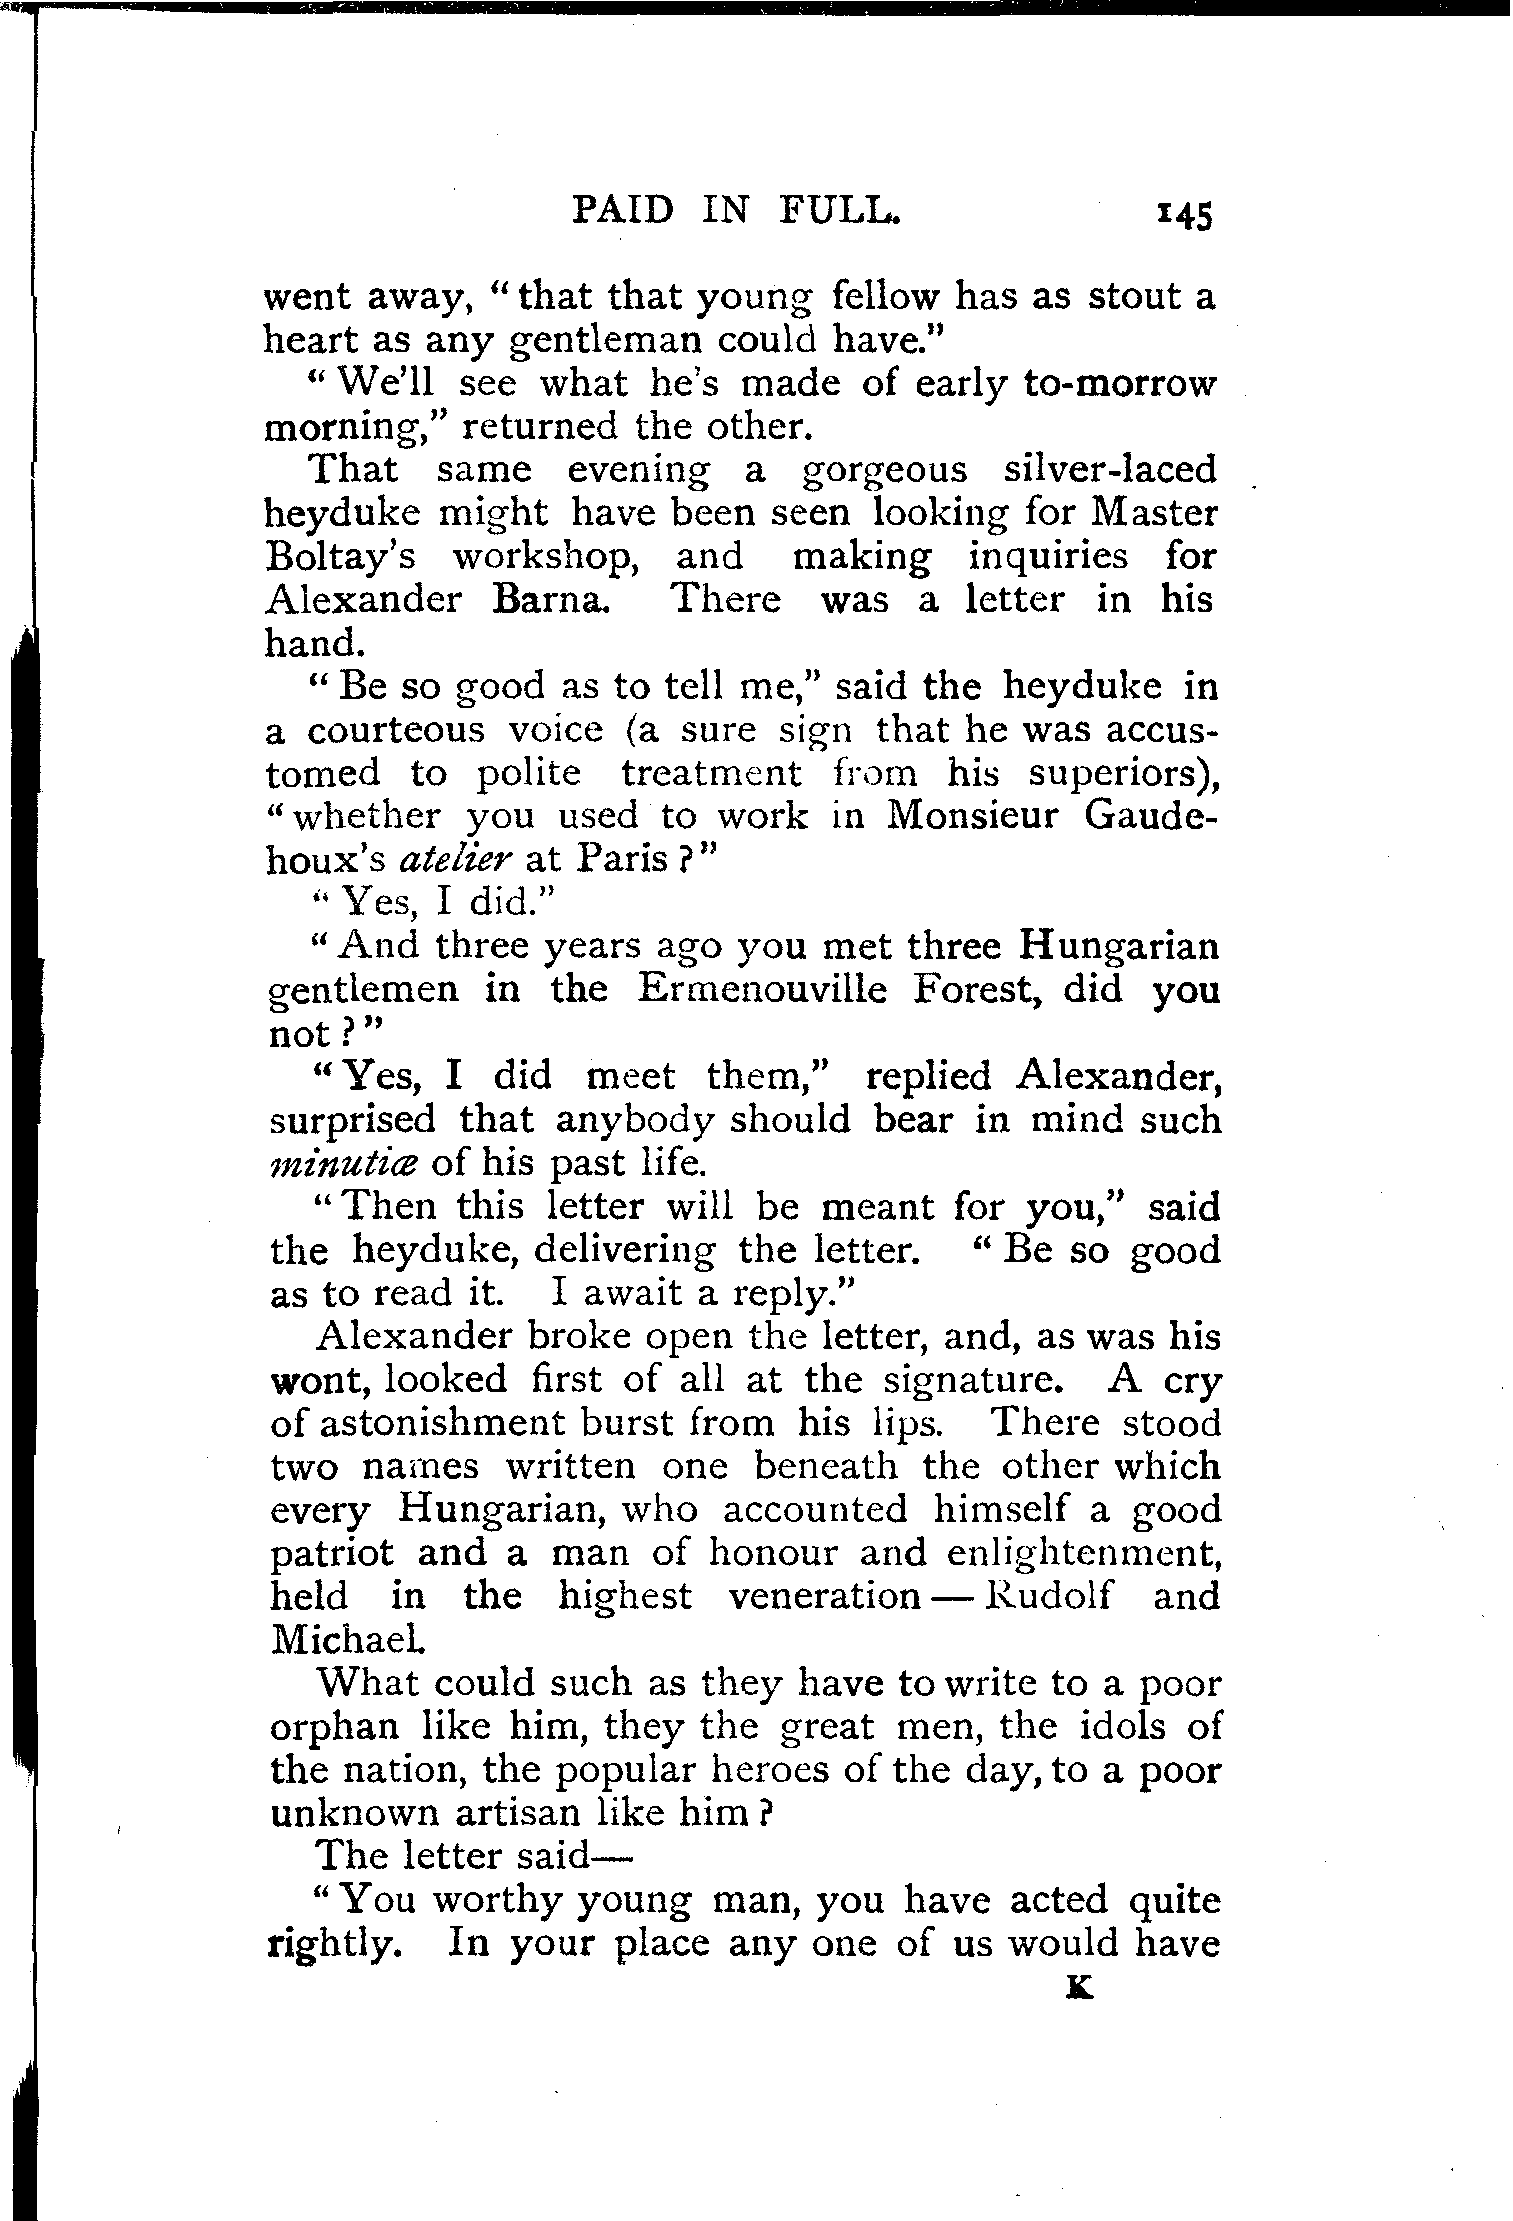 PAID IN FULL. 145
went away, “that that young fellow has as stout a
heart as any gentleman could have.”
“We’ll see what he’s made of early to-morrow
morning,” returned the other.
That same evening a gorgeous silver-laced
heyduke might have been seen looking for Master
Boltay’s workshop, and making inquiries for
Alexander Barna. There was a letter in his
hand.
“Be so good as to tell me,” said the heyduke in
a courteous voice (a sure sign that he was accus-
tomed to polite treatment from his superiors),
“whether you used to work in Monsieur Gaude-
houx’s atelier at Paris?”
“Yes, I did.”
“And three years ago you met three Hungarian
gentlemen in the Ermenouville Forest, did you
not?”
“Yes, I did meet them,” replied Alexander,
surprised that anybody should bear in mind such
minutiæ of his past life.
“Then this letter will be meant for you,” said
the heyduke, delivering the letter. “Be so good
as to read it. I await a reply.”
Alexander broke open the letter, and, as was his
wont, looked first of all at the signature. A cry
of astonishment burst from his lips. There stood
two names written one beneath the other which
every Hungarian, who accounted himself a good
patriot and a man of honour and enlightenment,
held in the highest veneration — Rudolf and
Michael.
What could such as they have to write to a poor
orphan like him, they the great men, the idols of
the nation, the popular heroes of the day, to a poor
unknown artisan like him?
The letter said—
“You worthy young man, you have acted quite
rightly. In your place any one of us would have
K